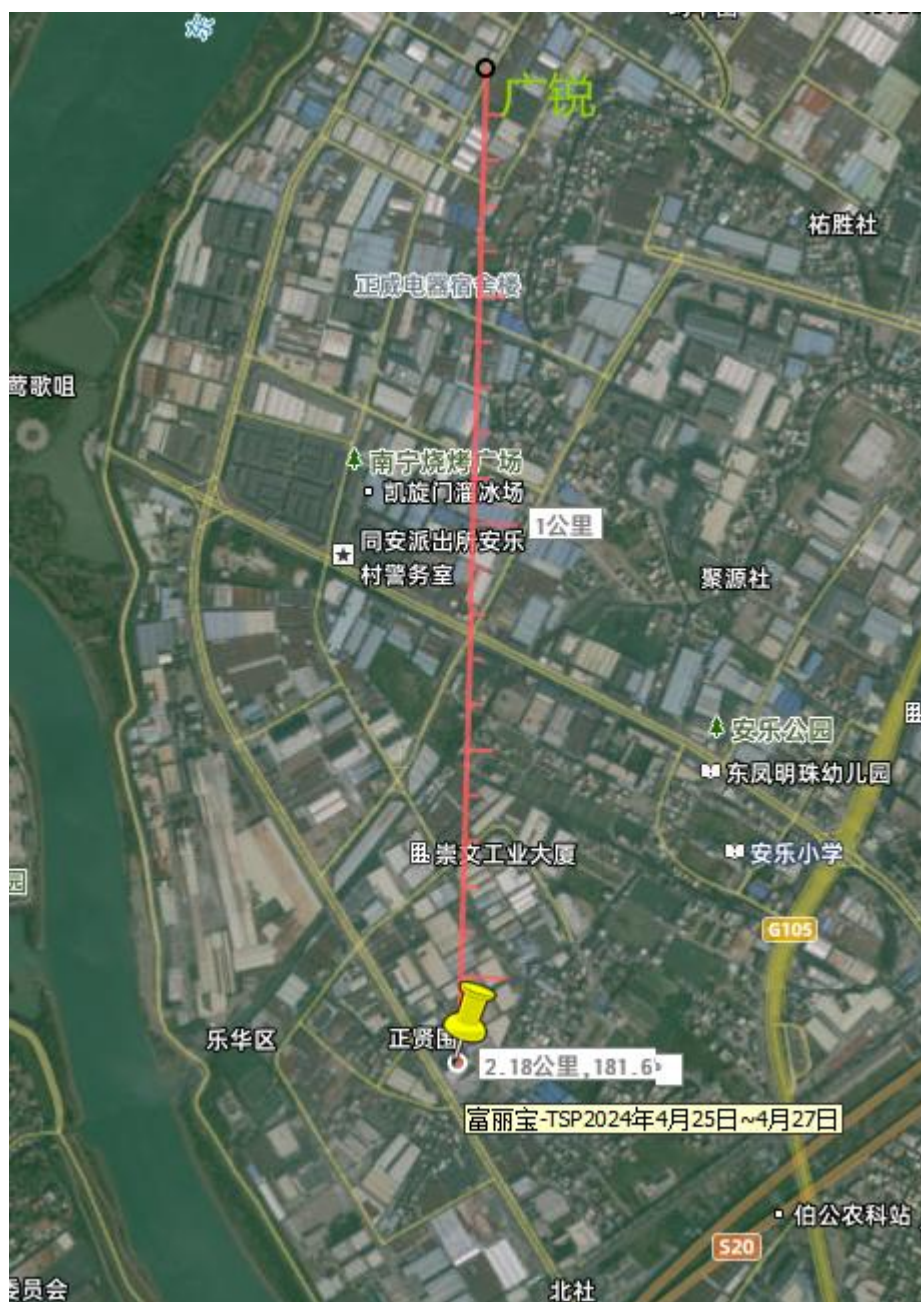 广锐
祐胜社
正威电器宿舍楼
莺歌咀
南宁烧烤广场
凯旋门溜冰场
1公里
同安派出所安乐
村警务室
聚源社
安乐公园
东凤明珠幼儿园
崇文工业大厦
安乐小学
园
G105
乐华区
正贤围
2.18公里,181.6
富丽宝-TSP2024年4月25日~4月27日
伯公农科站
S20
委员会
北社